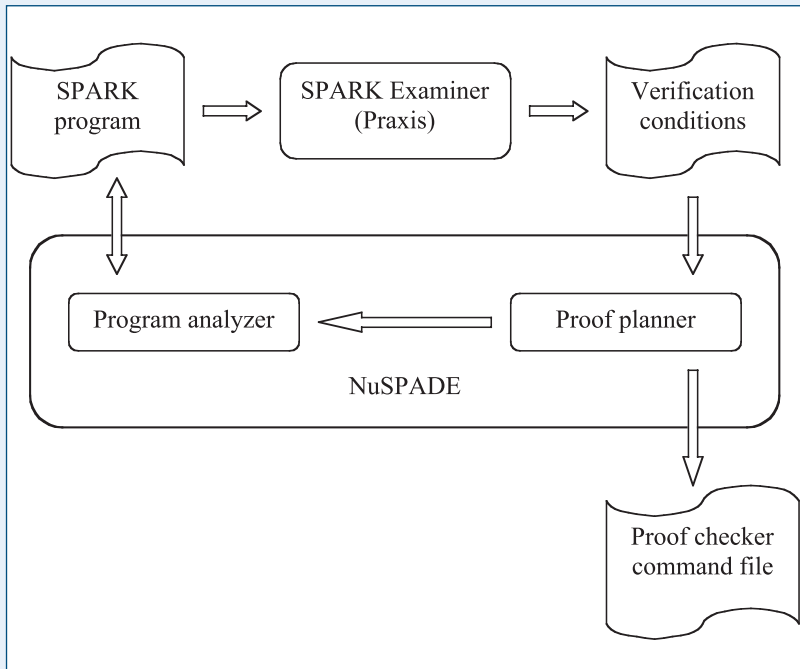 SPARK
program
SPARK Examiner
(Praxis)
Verification
conditions
Program analyzer
Proof planner
NuSPADE
Proof checker
command file